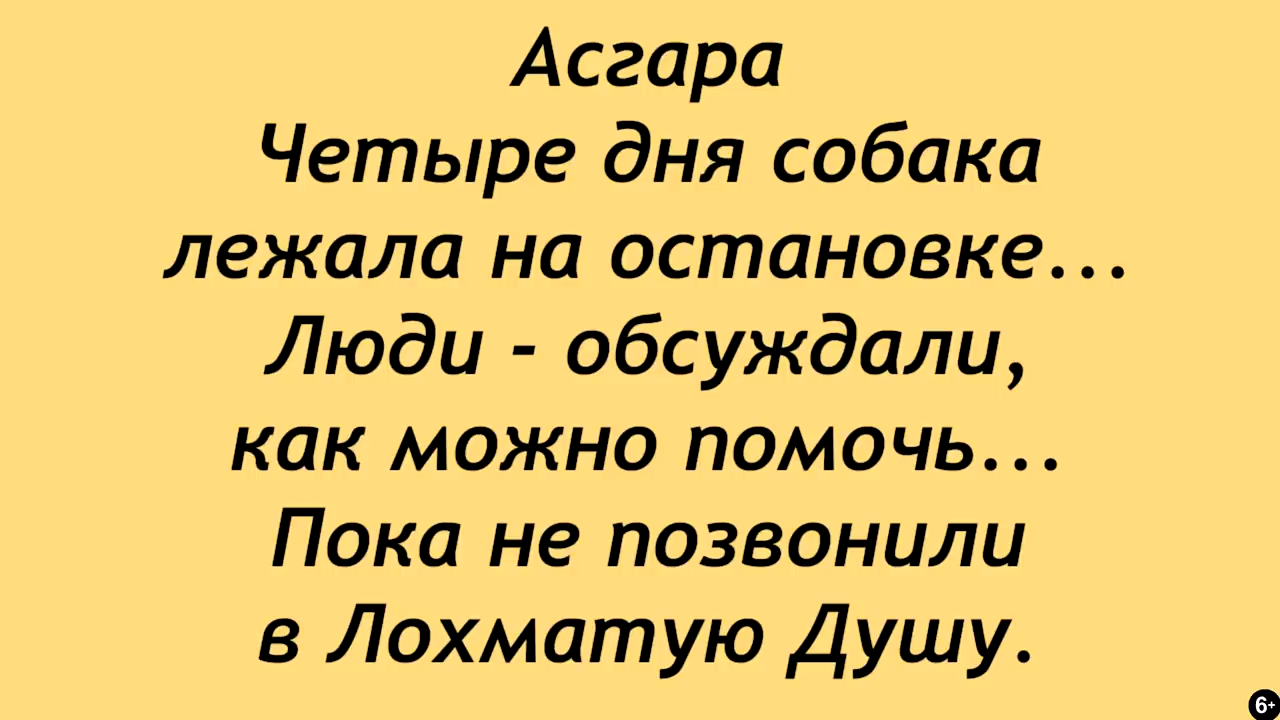 Асгара
Четыре дня собака
лежала на остановке...
Люди - обсуждали,
как можно помочь...
Пока не позвонили
в Лохматую Душу.
6+